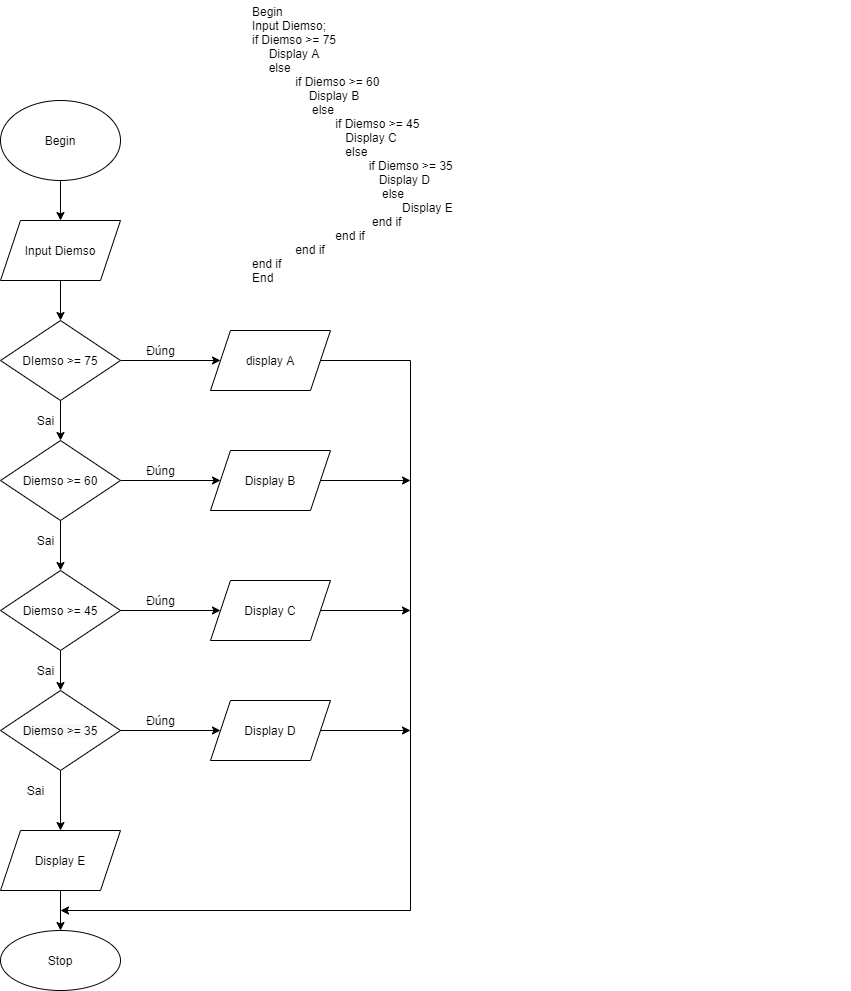 Begin
Input Diemso;
if Diemso >= 75
Display A
else
if Diemso >= 60
Display B
else
if Diemso >= 45
Display C
else
if Diemso >= 35
Display D
else
Display E
end if
end if
end if
end if
End
Begin
Input Diemso
DIemso >= 75
Đúng
display A
Sai
Diemso >= 60
Đúng
Display B
Sai
Diemso >= 45
Đúng
Display C
Sai
Diemso >= 35
Đúng
Display D
Sai
Display E
Stop